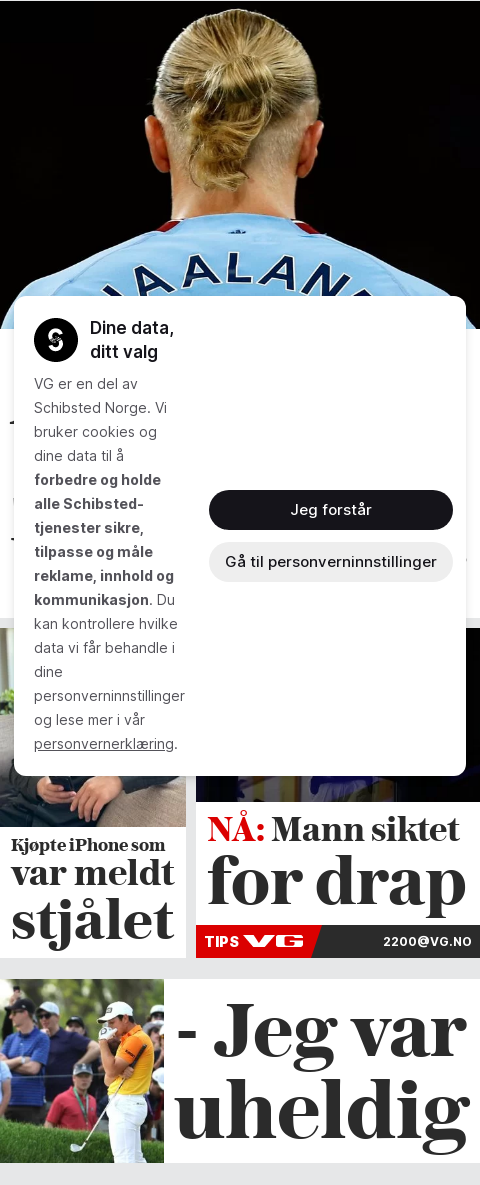 HAALAND
Dine data,
ditt valg
VG er en del av
Schibsted Norge. Vi
bruker cookies og
dine data til å
forbedre og holde
alle Schibsted-
tjenester sikre,
tilpasse og måle
reklame, innhold og
kommunikasjon. Du
kan kontrollere hvilke
data vi får behandle i
dine
personverninnstillinger
og lese mer i vår
personvernerklæring.
Jeg forstår
Gå til personverninnstillinger
Kjøpte iPhone som
var meldt
stjålet
NÅ: Mann siktet
for drap
TIPS VG
2200@VG.NO
- Jeg var
uheldig